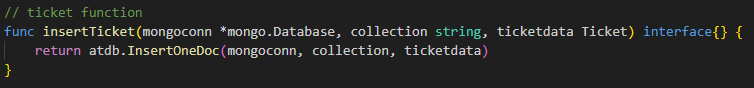 // ticket function
func insertTicket(mongoconn *mongo.Database, collection string, ticketdata Ticket) interface{} {
    return atdb.InsertOneDoc(mongoconn, collection, ticketdata)
}